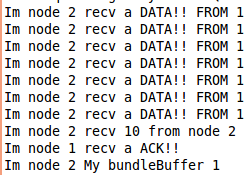 Im node 2 recv a DATA!! FROM 1
Im node 2 recv a DATA!! FROM 1
Im node 2 recv a DATA!! FROM 1
Im node 2 recv a DATA!! FROM 1
Im node 2 recv a DATA!! FROM 1
Im node 2 recv a DATA!! FROM 1
Im node 2 recv a DATA!! FROM 1
Im node 2 recv 10 from node 2
Im node 1 recv a ACK!!
Im node 2 My bundleBuffer 1